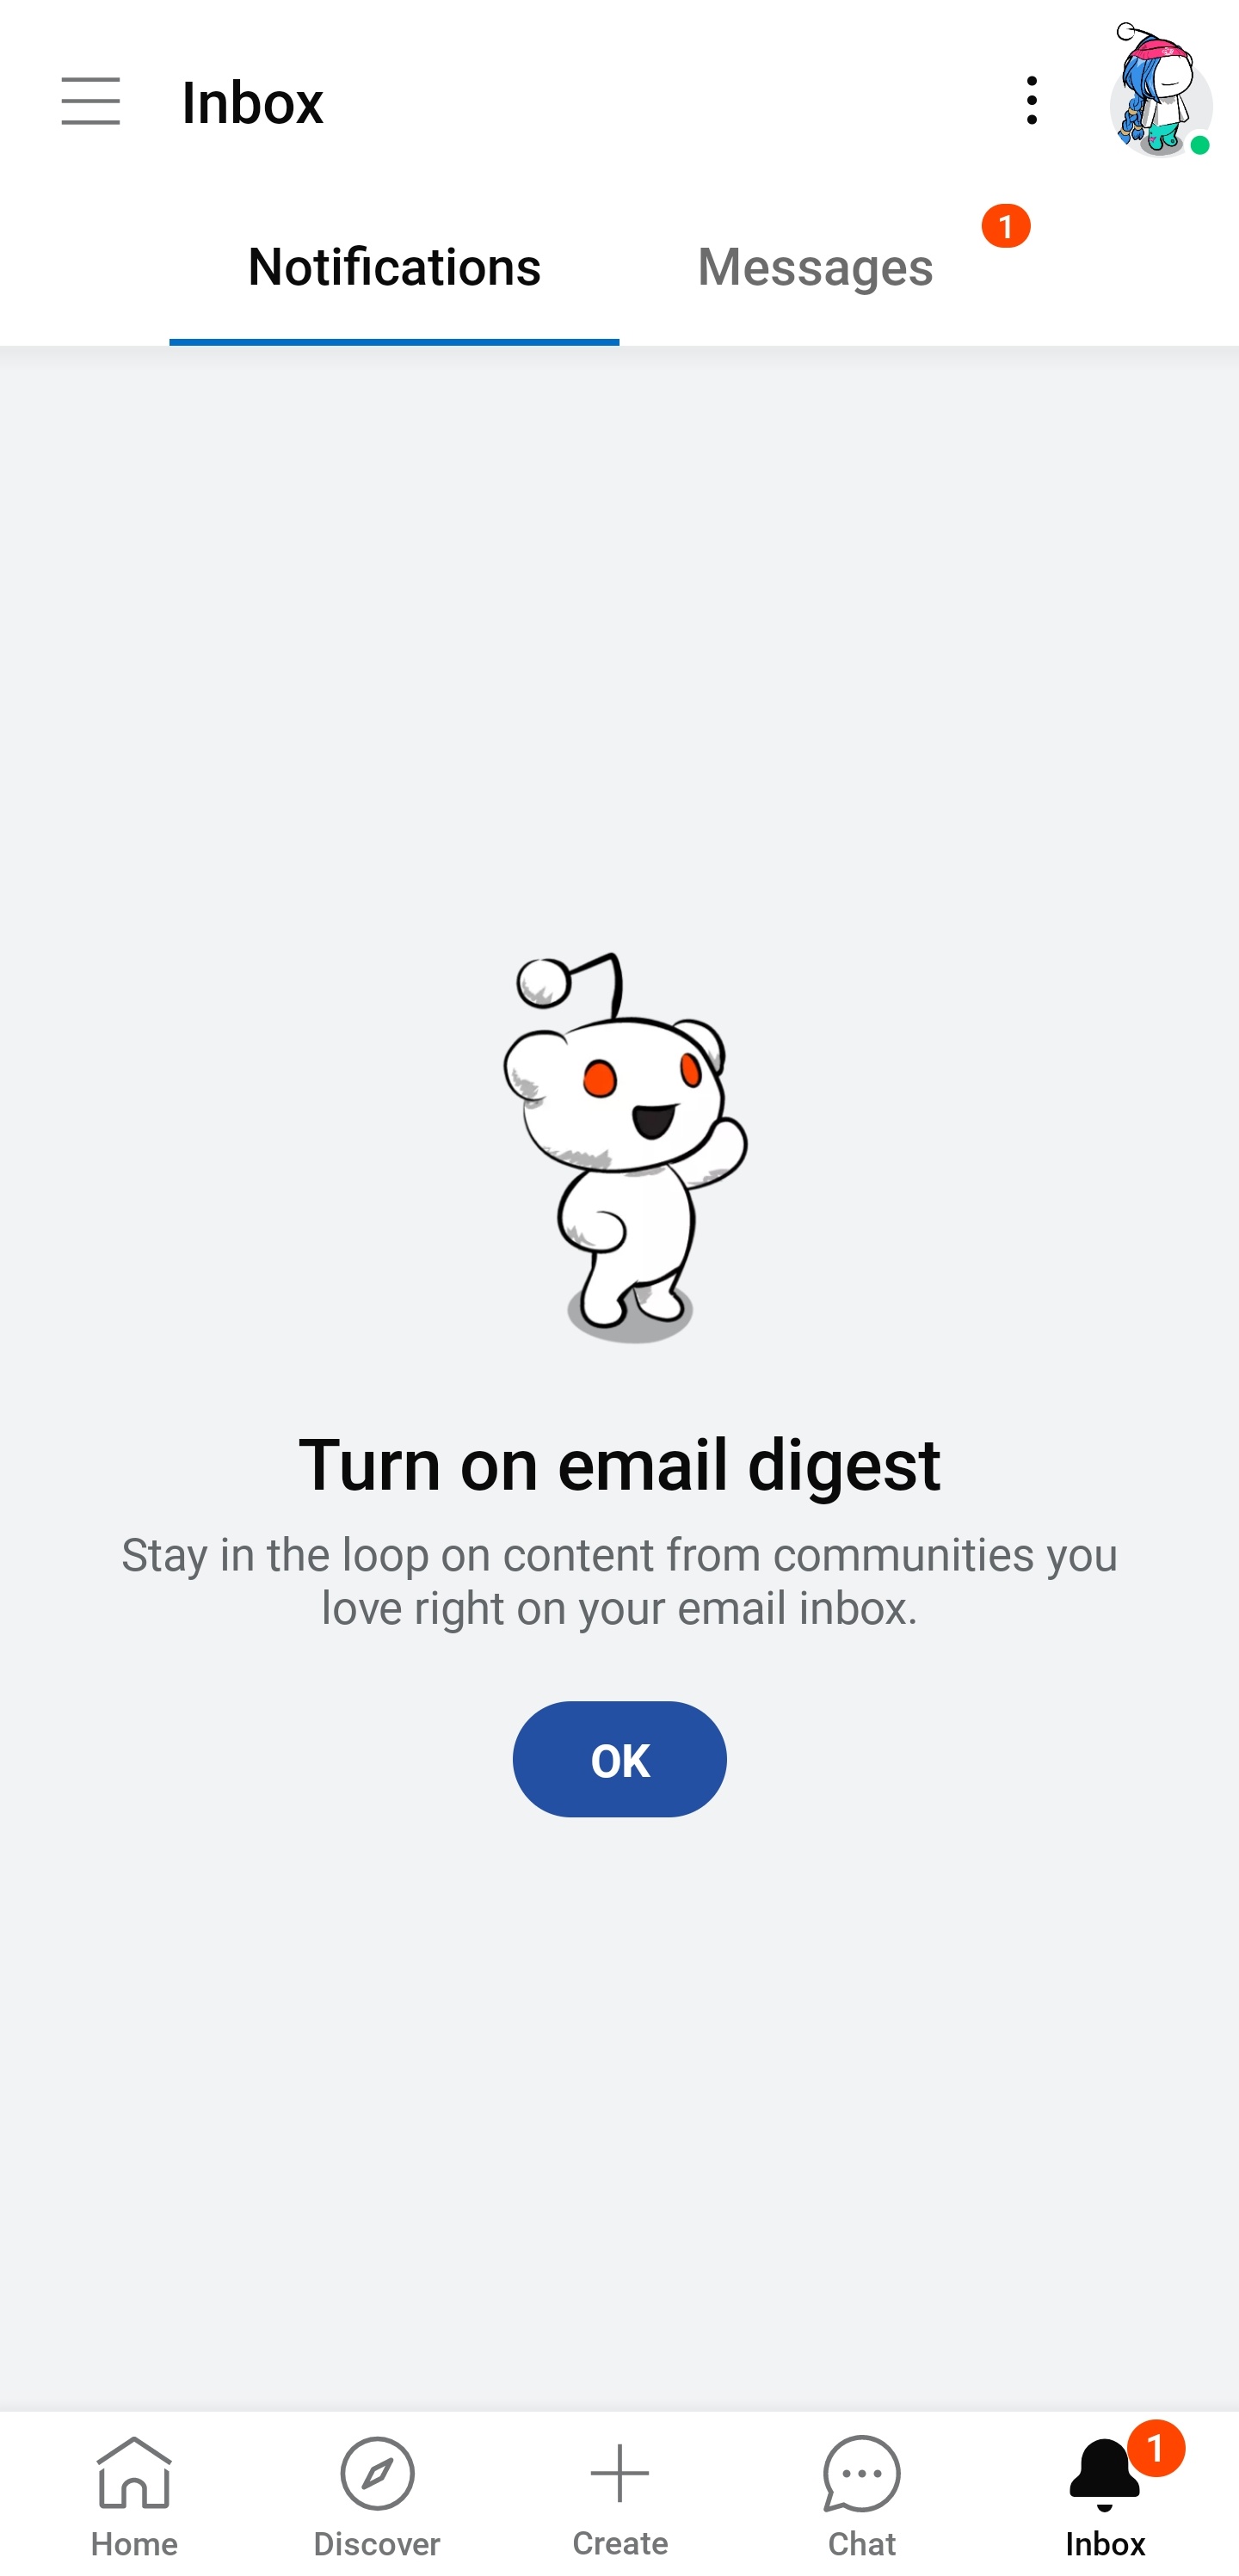 Inbox
Notifications
Messages
1
Turn on email digest
Stay in the loop on content from communities you
love right on your email inbox.
OK
Home
Discover
Create
Chat
Inbox
1